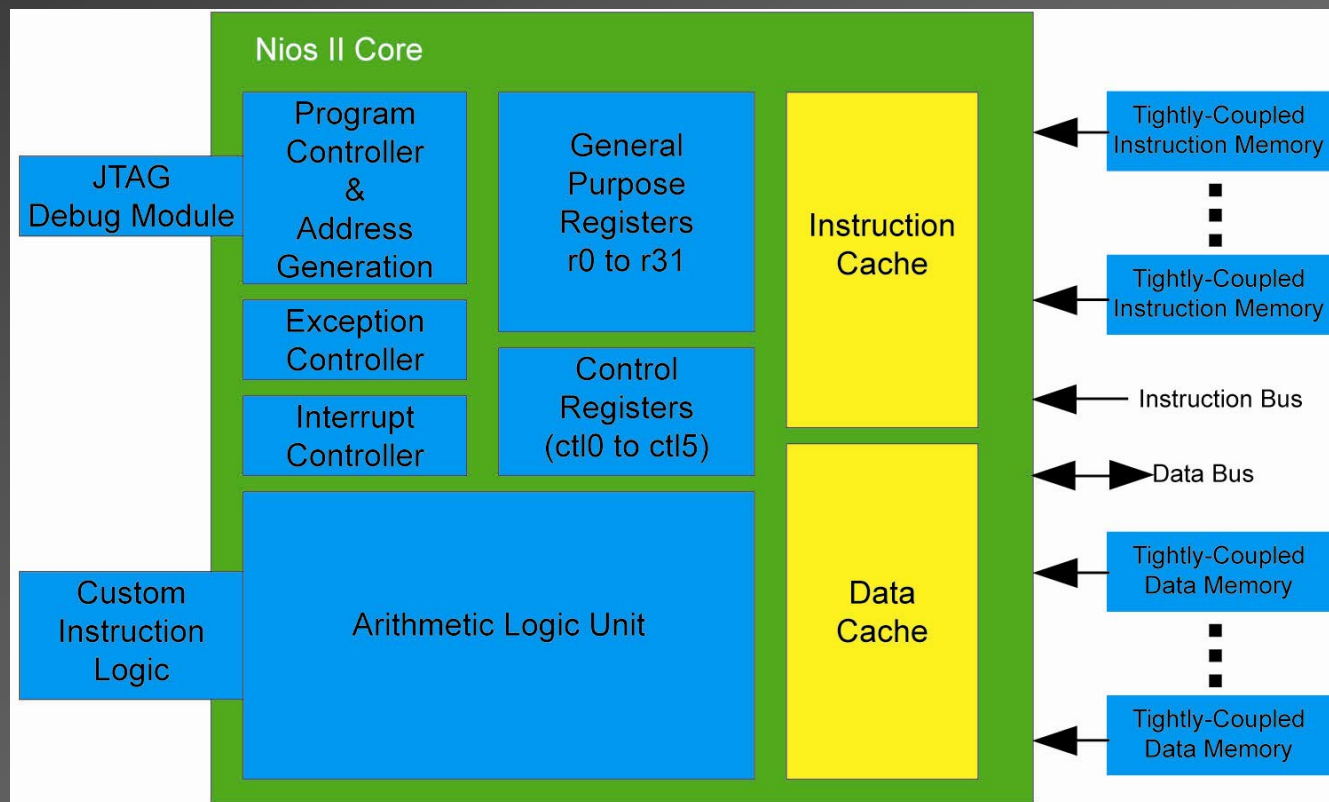 Nios II Core
JTAG
Debug Module
Program
Controller
&
Address
Generation
General
Purpose
Registers
r0 to r31
Instruction
Cache
Tightly-Coupled
Instruction Memory
Tightly-Coupled
Instruction Memory
Exception
Controller
Control
Registers
(ctl0 to ctl5)
Interrupt
Controller
Instruction Bus
Data Bus
Custom
Instruction
Logic
Arithmetic Logic Unit
Data
Cache
Tightly-Coupled
Data Memory
Tightly-Coupled
Data Memory